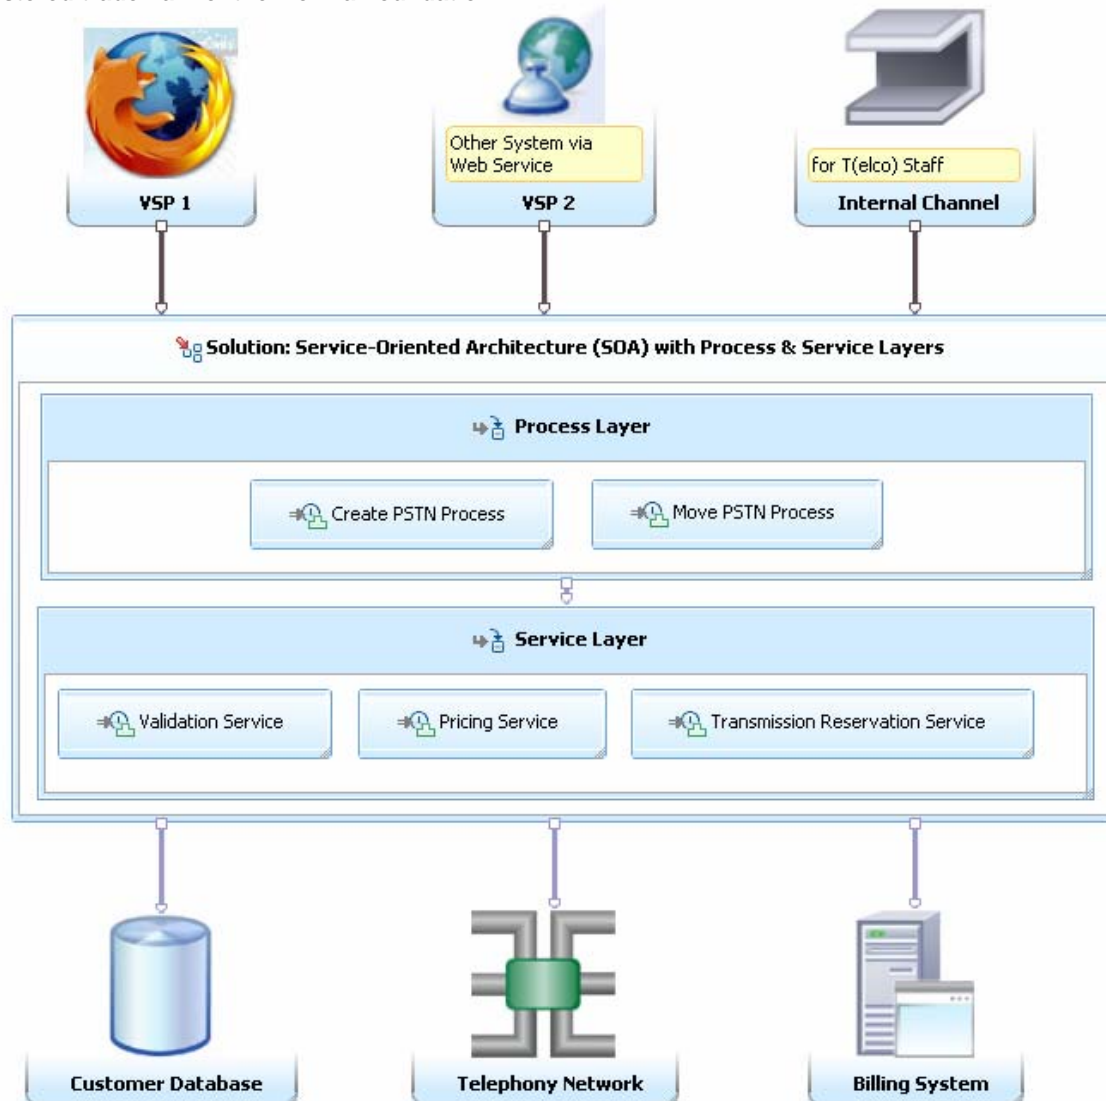 Other System via
Web Service
for T(elco) Staff
VSP 1
VSP 2
Internal Channel
Solution: Service-Oriented Architecture (SOA) with Process & Service Layers
Process Layer
Create PSTN Process
Move PSTN Process
Service Layer
Validation Service
Pricing Service
Transmission Reservation Service
Customer Database
Telephony Network
Billing System